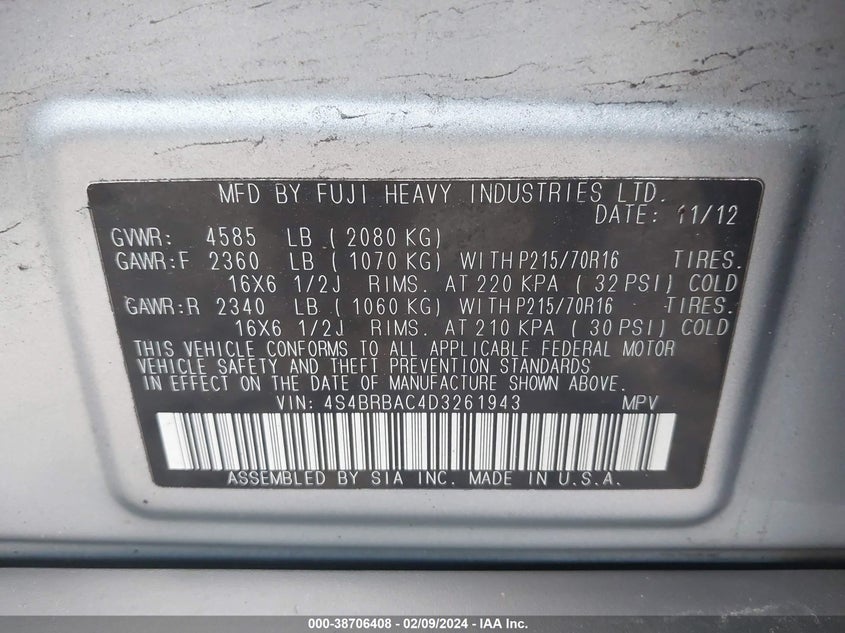 MFD BY FUJI HEAVY INDUSTRIES LTD.
DATE: 11/12
GVWR: 4585 LB ( 2080 KG)
GAWR:F 2360 LB ( 1070 KG) WITH P215/70R16 TIRES.
16X6 1/2J RIMS. AT 220 KPA ( 32 PSI) COLD
GAWR:R 2340 LB ( 1060 KG) WITH P215/70R16 TIRES.
16X6 1/2J RIMS. AT 210 KPA ( 30 PSI) COLD
THIS VEHICLE CONFORMS TO ALL APPLICABLE FEDERAL MOTOR
VEHICLE SAFETY AND THEFT PREVENTION STANDARDS
IN EFFECT ON THE DATE OF MANUFACTURE SHOWN ABOVE.
VIN: 4S4BRBAC4D3261943 MPV
ASSEMBLED BY SIA INC. MADE IN U.S.A.
000-38706408 - 02/09/2024 - IAA Inc.